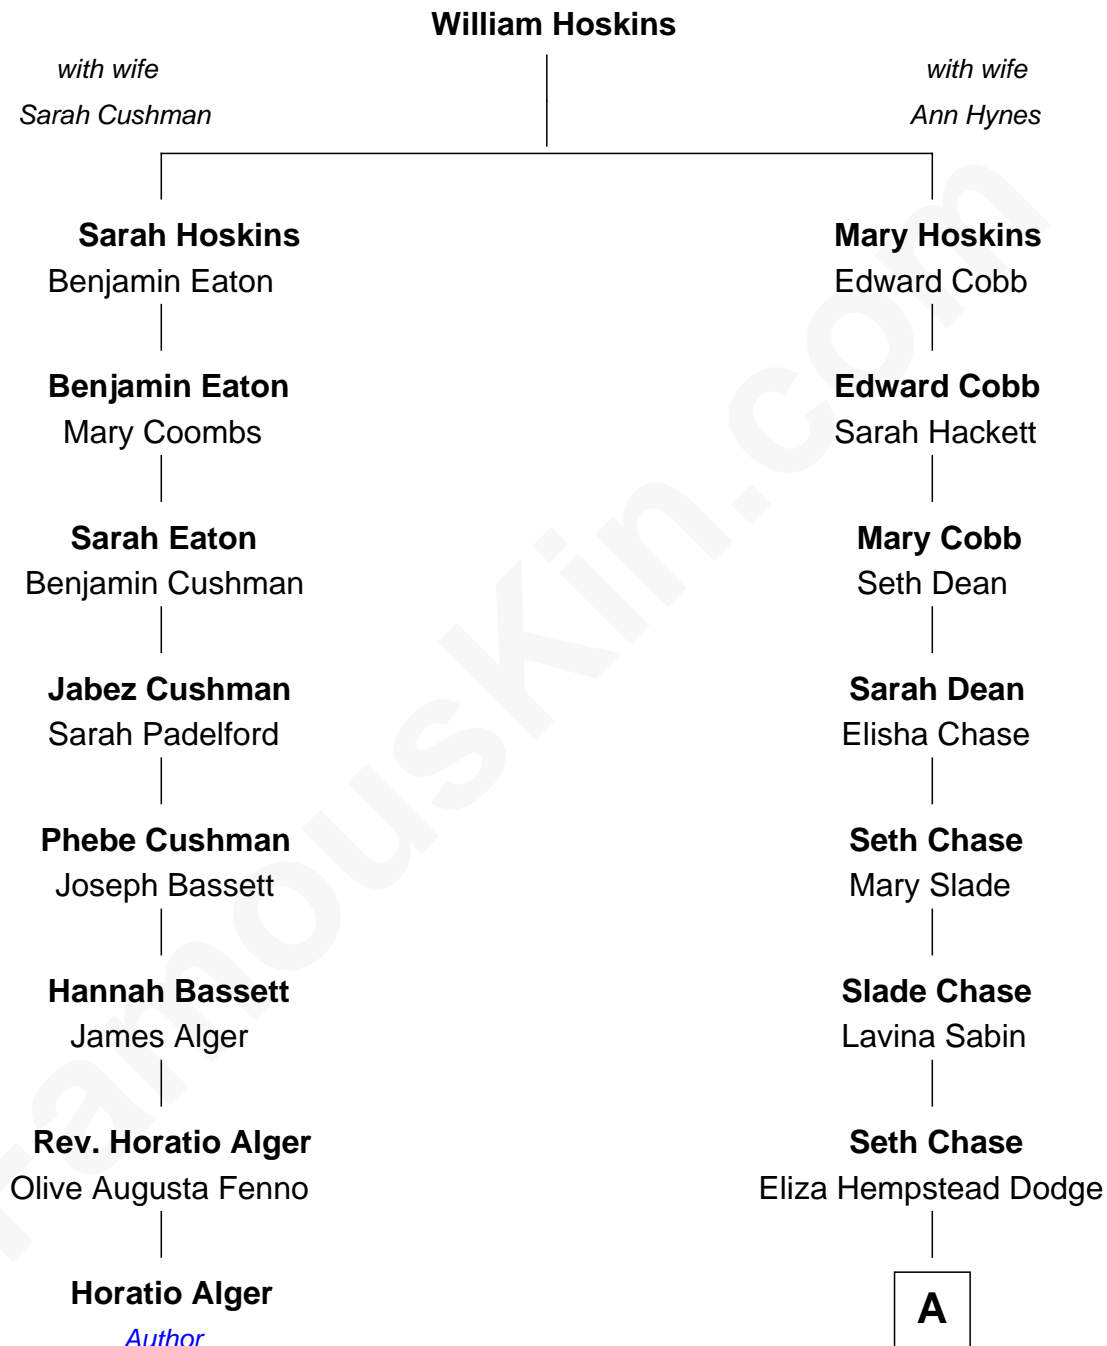 William Hoskins
with wife
Sarah Cushman
with wife
Ann Hynes
Sarah Hoskins
Benjamin Eaton
Mary Hoskins
Edward Cobb
Benjamin Eaton
Mary Coombs
Edward Cobb
Sarah Hackett
Sarah Eaton
Benjamin Cushman
Mary Cobb
Seth Dean
Jabez Cushman
Sarah Padelford
Sarah Dean
Elisha Chase
Phebe Cushman
Joseph Bassett
Seth Chase
Mary Slade
Hannah Bassett
James Alger
Slade Chase
Lavina Sabin
Rev. Horatio Alger
Olive Augusta Fenno
Seth Chase
Eliza Hempstead Dodge
Horatio Alger
Author
A
FamousKin.com